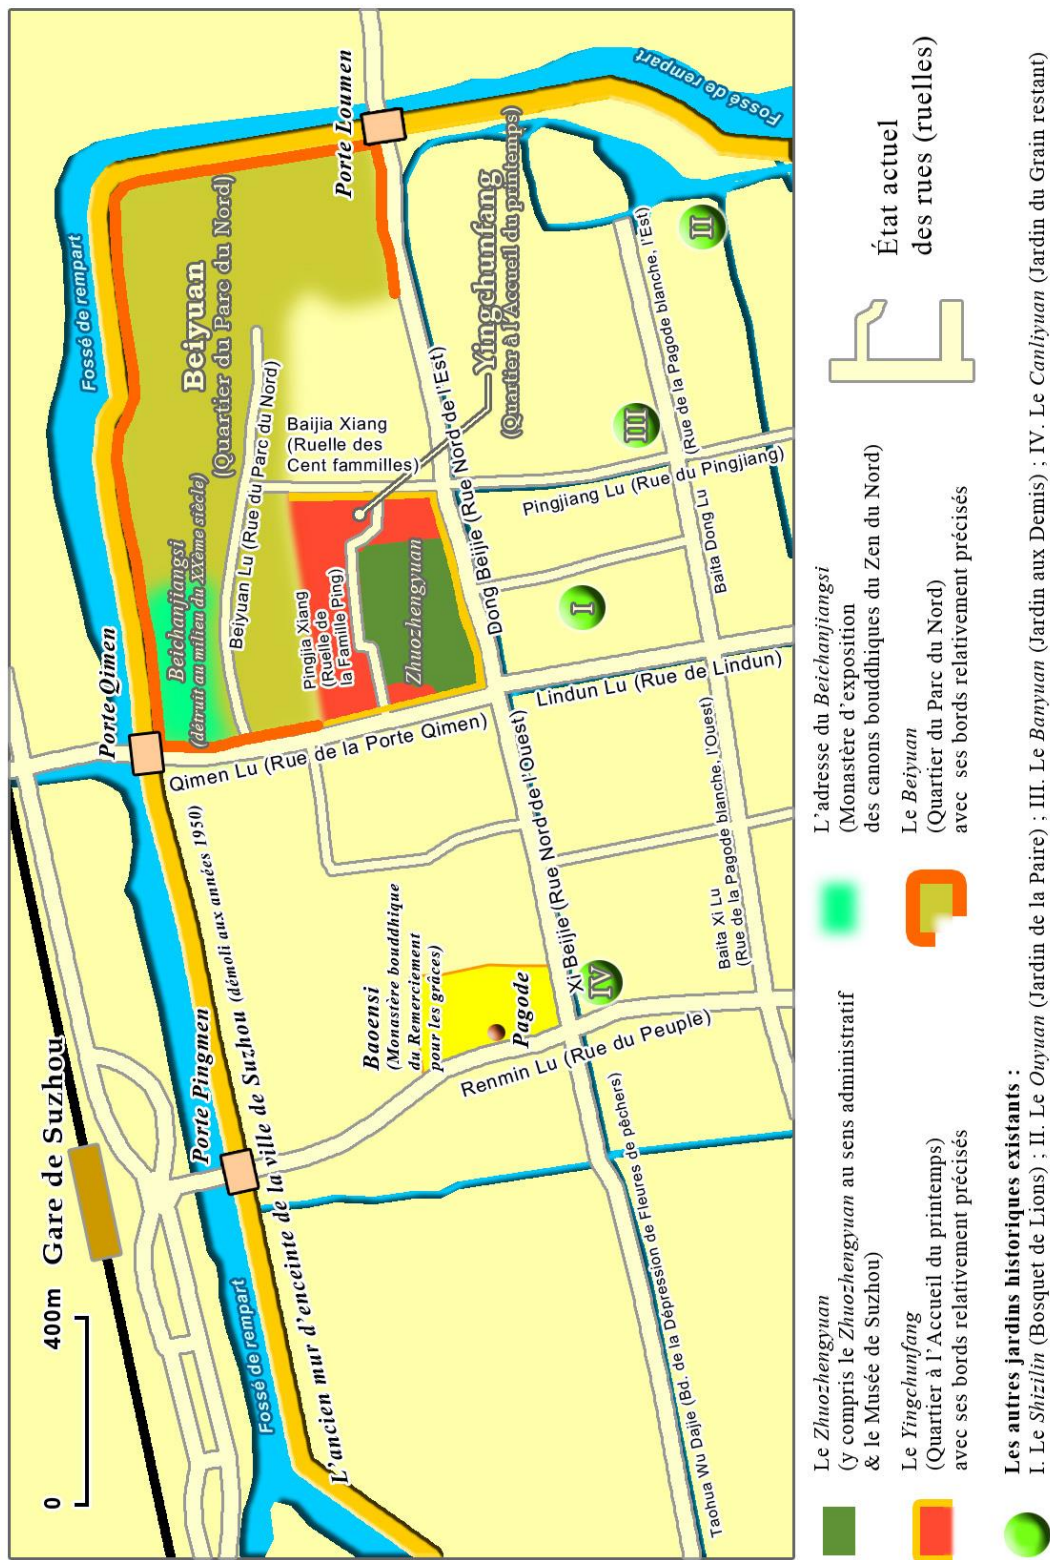 0 400m
Gare de Suzhou
Porte Pingmen
Porte Qimen
Porte Loumen
Fossé de rempart
Fossé de rempart
Fossé de rempart
L'ancien mur d'enceinte de la ville de Suzhou (démoli aux années 1950)
Beichanjiangsi
(détruit au milieu du XXème siècle)
Beiyuan
(Quartier du Parc du Nord)
Beiyuan Lu (Rue du Parc du Nord)
Baijia Xiang
(Ruelle des
Cent fammilles)
Pingjia Xiang
(Ruelle de
la Famille Ping)
Zhuozhengyuan
Yingchunfang
(Quartier à l'Accueil du printemps)
Qimen Lu (Rue de la Porte Qimen)
Baoensi
(Monastère bouddhique
du Remerciement
pour les grâces)
Pagode
Renmin Lu (Rue du Peuple)
Xi Beijie (Rue Nord de l'Ouest)
Dong Beijie (Rue Nord de l'Est)
Lindun Lu (Rue de Lindun)
Pingjiang Lu (Rue du Pingjiang)
Baita Dong Lu (Rue de la Pagode blanche, l'Est)
Baita Xi Lu
(Rue de la Pagode blanche, l'Ouest)
Taohua Wu Dajie (Bd. de la Dépression de Fleures de pêchers)
I
II
III
IV
Le Zhuozhengyuan
(y compris le Zhuozhengyuan au sens administratif
& le Musée de Suzhou)
Le Yingchunfang
(Quartier à l'Accueil du printemps)
avec ses bords relativement précisés
L'adresse du Beichanjiangsi
(Monastère d'exposition
des canons bouddhiques du Zen du Nord)
Le Beiyuan
(Quartier du Parc du Nord)
avec ses bords relativement précisés
État actuel
des rues (ruelles)
Les autres jardins historiques existants :
I. Le Shizilin (Bosquet de Lions) ; II. Le Ouyuan (Jardin de la Paire) ; III. Le Banyuan (Jardin aux Demis) ; IV. Le Canliyuan (Jardin du Grain restant)